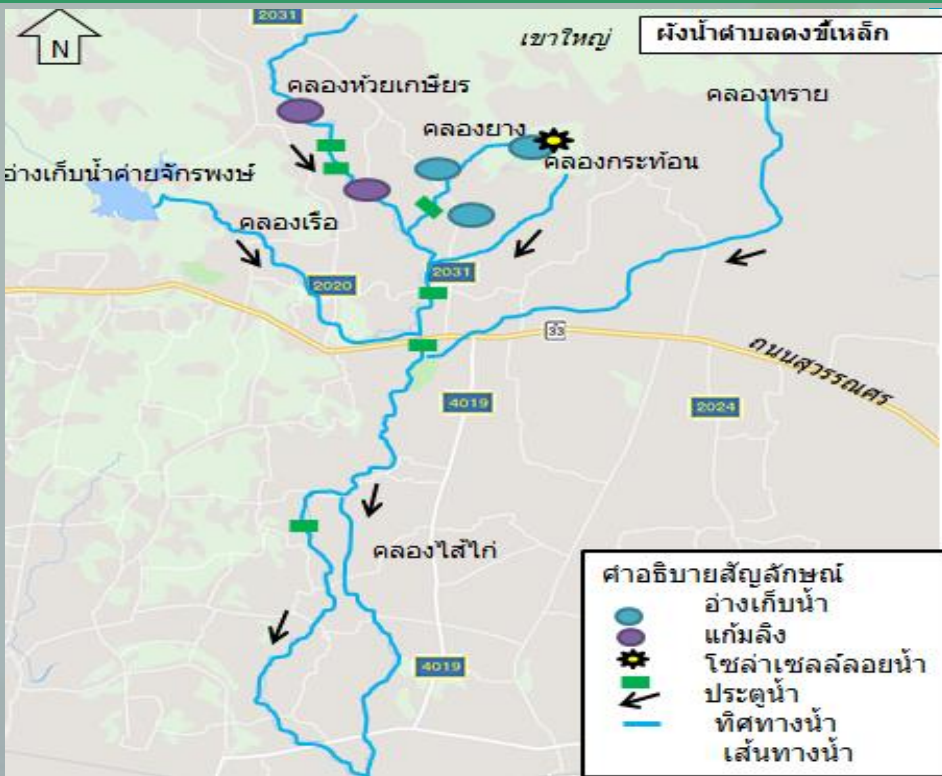 2031
N
เขาใหญ่
ผังน้ำตำบลดงขี้เหล็ก
คลองห้วยเกษียร
คลองทราย
คลองยาง
คลองกระท้อน
อ่างเก็บน้ำค่ายจักรพงษ์
คลองเรือ
2031
2020
33
ถนนสุวรรณศร
4019
2024
คลองไส้ไก่
คำอธิบายสัญลักษณ์
อ่างเก็บน้ำ
แก้มลิง
โซล่าเซลล์ลอยน้ำ
ประตูน้ำ
ทิศทางน้ำ
เส้นทางน้ำ
4019